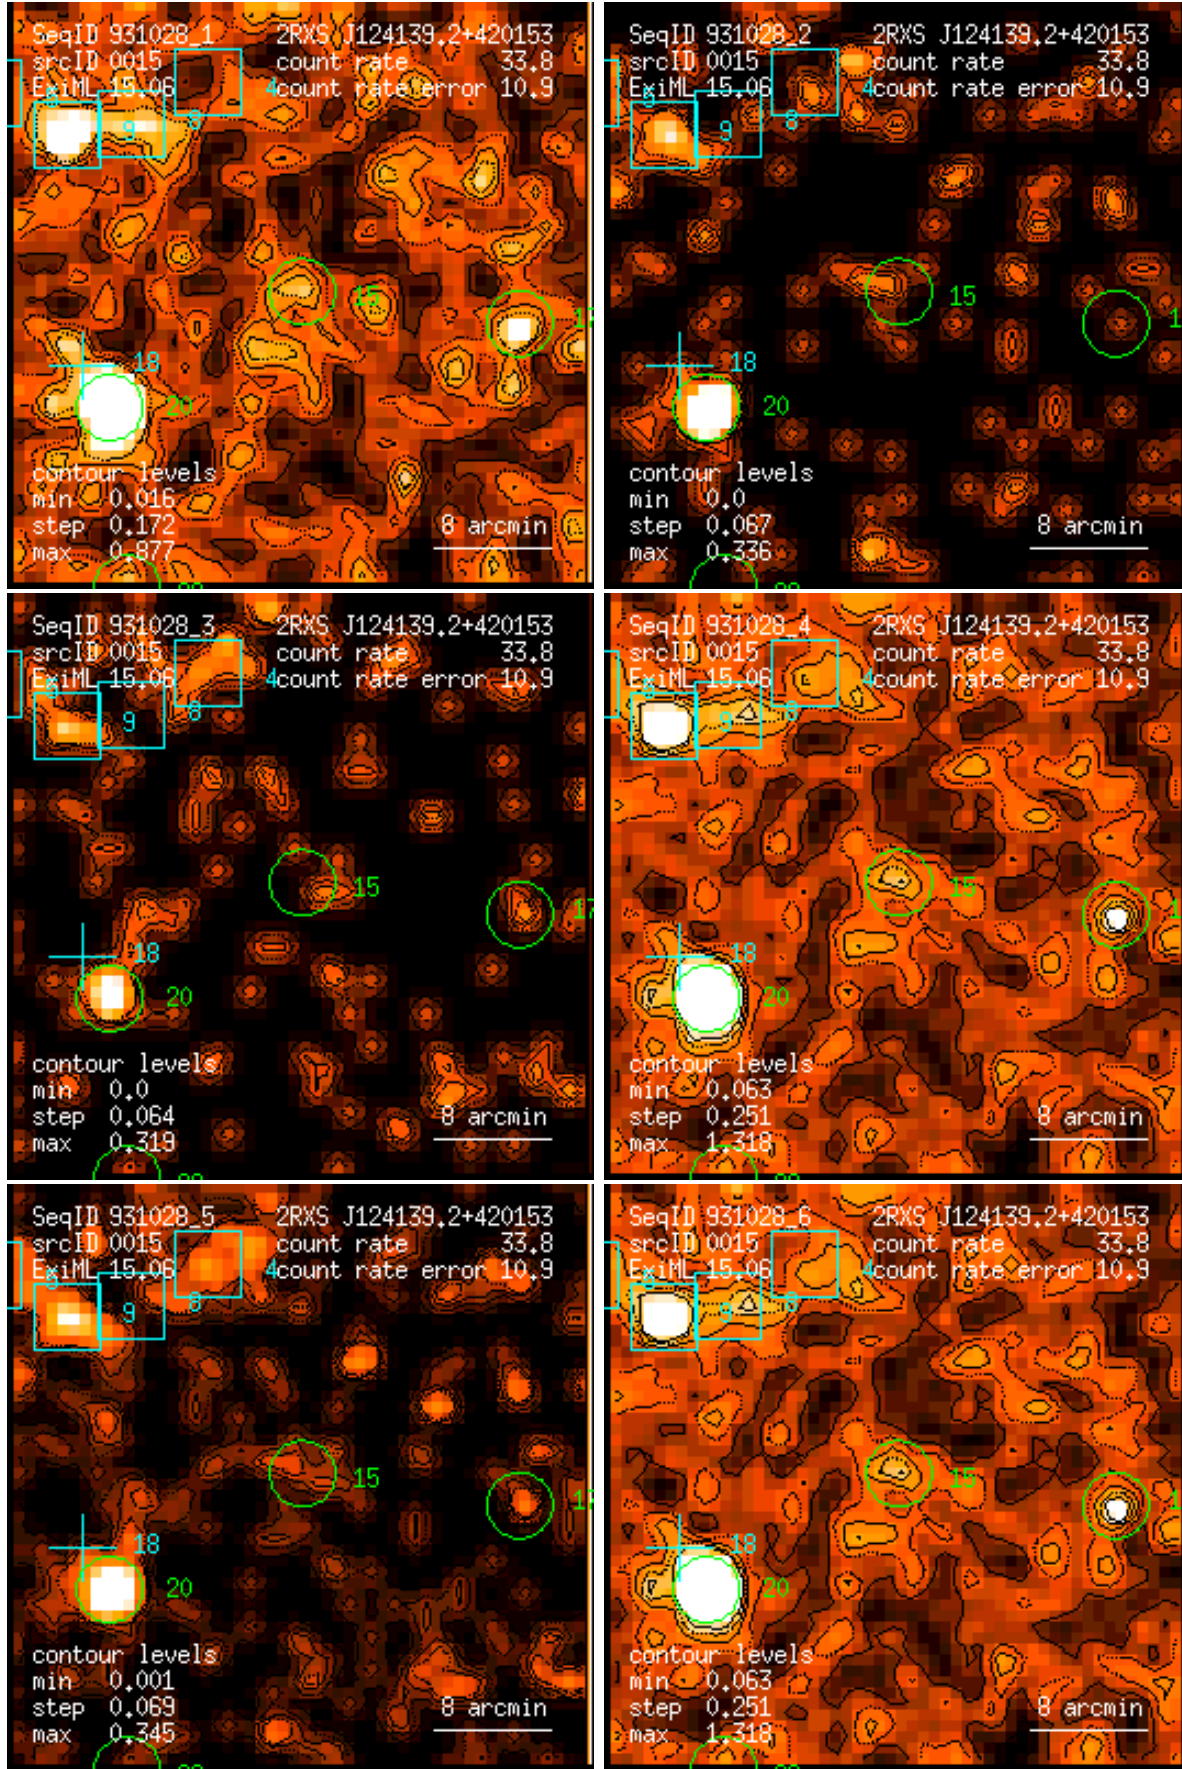 SeqID 931028_1 2RXS J124139.2+420153
srcID 0015 count rate 33.8
ExiML 15.06 4 count rate error 10.9
9 8
15
18
20
contour levels
min 0.016
step 0.172
max 0.877
8 arcmin
SeqID 931028_2 2RXS J124139.2+420153
srcID 0015 count rate 33.8
ExiML 15.06 4 count rate error 10.9
9 8
15
18
20
contour levels
min 0.0
step 0.067
max 0.336
8 arcmin
SeqID 931028_3 2RXS J124139.2+420153
srcID 0015 count rate 33.8
ExiML 15.06 4 count rate error 10.9
9 8
15
18
20
contour levels
min 0.0
step 0.064
max 0.319
8 arcmin
SeqID 931028_4 2RXS J124139.2+420153
srcID 0015 count rate 33.8
ExiML 15.06 4 count rate error 10.9
9 8
15
18
20
contour levels
min 0.063
step 0.251
max 1.318
8 arcmin
SeqID 931028_5 2RXS J124139.2+420153
srcID 0015 count rate 33.8
ExiML 15.06 4 count rate error 10.9
9 8
15
18
20
contour levels
min 0.001
step 0.069
max 0.345
8 arcmin
SeqID 931028_6 2RXS J124139.2+420153
srcID 0015 count rate 33.8
ExiML 15.06 4 count rate error 10.9
9 8
15
18
20
contour levels
min 0.063
step 0.251
max 1.318
8 arcmin